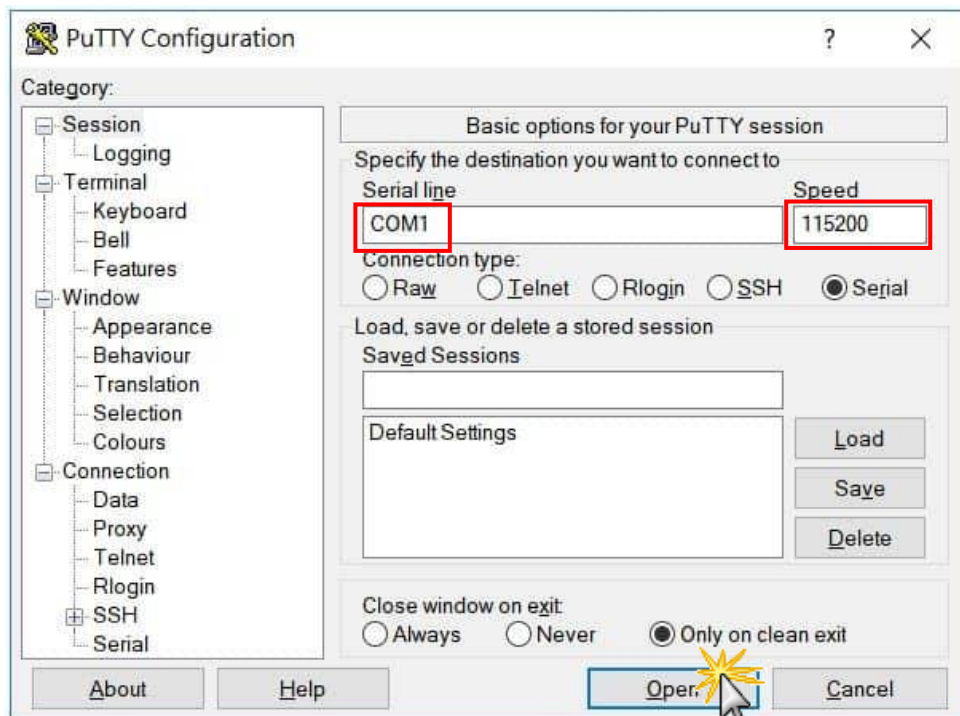 PuTTY Configuration
?
Category:
Session
Logging
Terminal
Keyboard
Bell
Features
Window
Appearance
Behaviour
Translation
Selection
Colours
Connection
Data
Proxy
Telnet
Rlogin
SSH
Serial
Basic options for your PuTTY session
Specify the destination you want to connect to
Serial line Speed
COM1 115200
Connection type:
Raw Telnet Rlogin SSH Serial
Load, save or delete a stored session
Saved Sessions
Default Settings
Load
Save
Delete
Close window on exit:
Always Never Only on clean exit
About Help Open Cancel